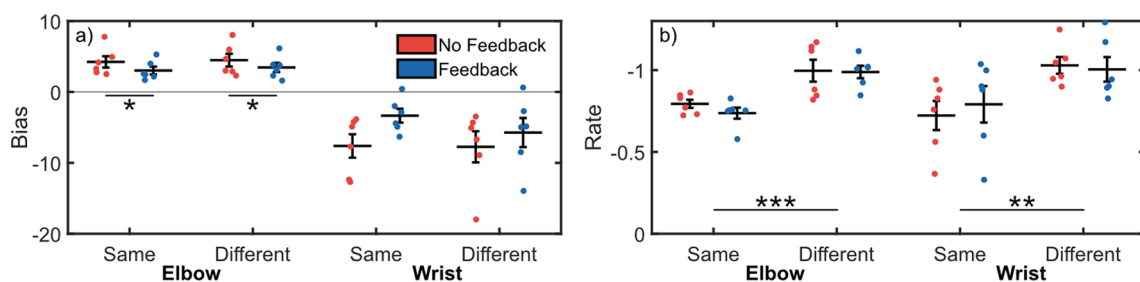 a)
No Feedback
Feedback
Bias
10
0
-10
-20
*
*
Same
Different
Same
Different
Elbow
Wrist
b)
Rate
-1
-0.5
0
***
**
Same
Different
Same
Different
Elbow
Wrist